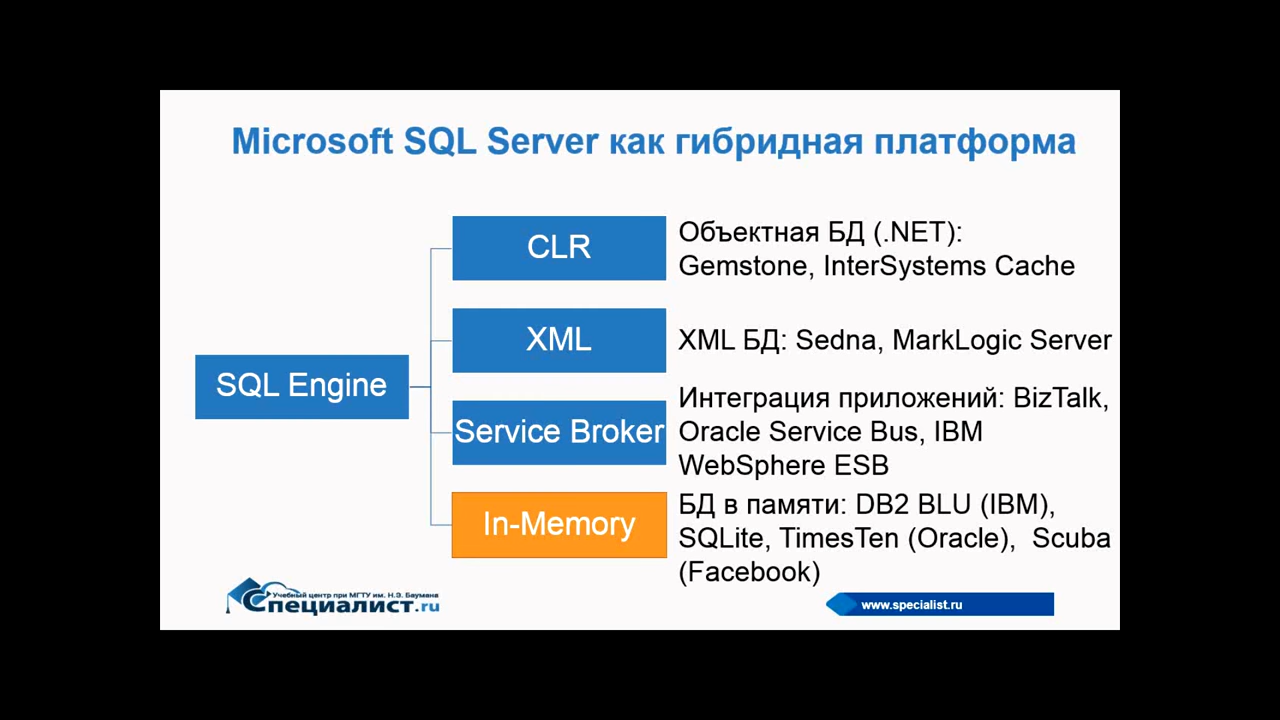 Microsoft SQL Server как гибридная платформа
CLR
Объектная БД (.NET):
Gemstone, InterSystems Cache
XML
XML БД: Sedna, MarkLogic Server
SQL Engine
Service Broker
Интеграция приложений: BizTalk,
Oracle Service Bus, IBM
WebSphere ESB
In-Memory
БД в памяти: DB2 BLU (IBM),
SQLite, TimesTen (Oracle), Scuba
(Facebook)
Учебный центр при МГТУ им. Н.Э. Баумана
Специалист.ru
www.specialist.ru